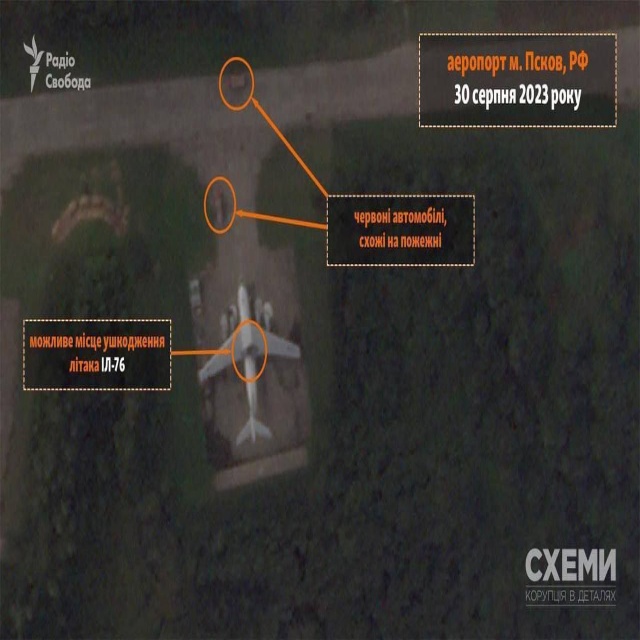 Радіо
Свобода
аеропорт м. Псков, РФ
30 серпня 2023 року
червоні автомобілі,
схожі на пожежні
можливе місце ушкодження
літака ІЛ-76
СХЕМИ
КОРУПЦІЯ В ДЕТАЛЯХ